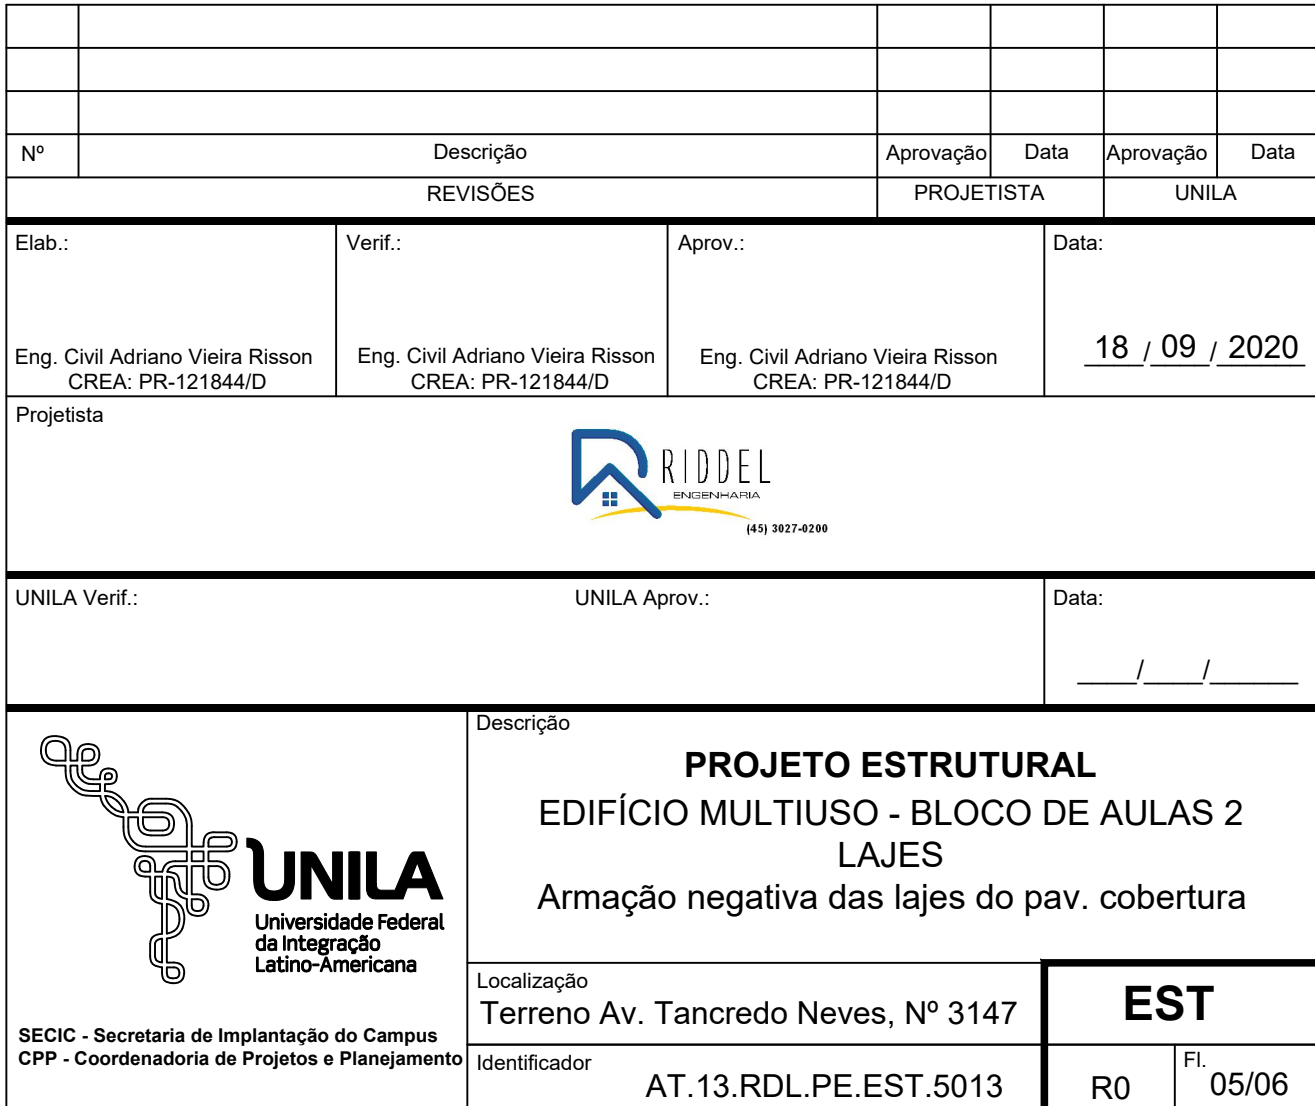 Nº
Descrição
Aprovação
Data
Aprovação
Data
REVISÕES
PROJETISTA
UNILA
Elab.:
Verif.:
Aprov.:
Data:
Eng. Civil Adriano Vieira Risson
CREA: PR-121844/D
Eng. Civil Adriano Vieira Risson
CREA: PR-121844/D
Eng. Civil Adriano Vieira Risson
CREA: PR-121844/D
18 / 09 / 2020
Projetista
RIDDEL
ENGENHARIA
(45) 3027-0200
UNILA Verif.:
UNILA Aprov.:
Data:
____/____/______
UNILA
Universidade Federal
da Integração
Latino-Americana
SECIC - Secretaria de Implantação do Campus
CPP - Coordenadoria de Projetos e Planejamento
Descrição
PROJETO ESTRUTURAL
EDIFÍCIO MULTIUSO - BLOCO DE AULAS 2
LAJES
Armação negativa das lajes do pav. cobertura
Localização
Terreno Av. Tancredo Neves, Nº 3147
Identificador
AT.13.RDL.PE.EST.5013
EST
R0
Fl.
05/06